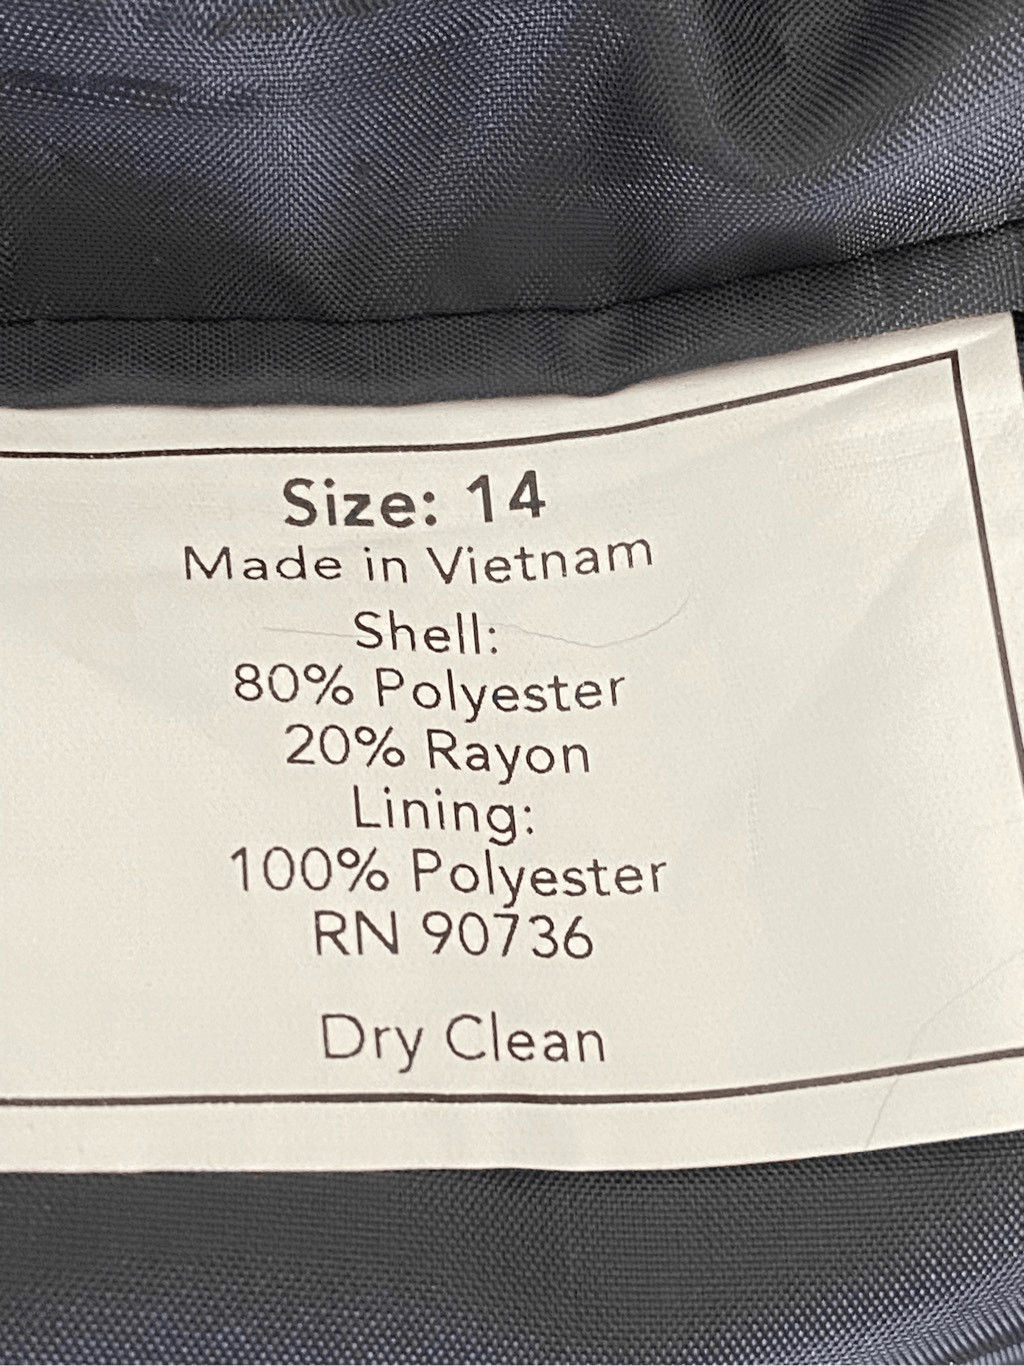 Size: 14
Made in Vietnam
Shell:
80% Polyester
20% Rayon
Lining:
100% Polyester
RN 90736
Dry Clean